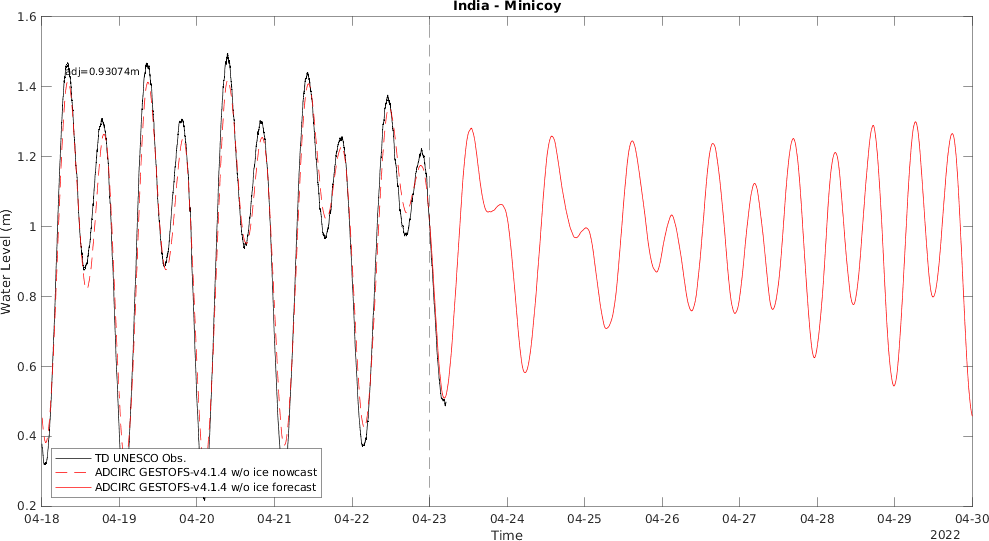 India - Minicoy
1.6
1.4
1.2
1
0.8
0.6
0.4
0.2
Water Level (m)
adj=0.93074m
TD UNESCO Obs.
ADCIRC GESTOFS-v4.1.4 w/o ice nowcast
ADCIRC GESTOFS-v4.1.4 w/o ice forecast
04-18 04-19 04-20 04-21 04-22 04-23 04-24 04-25 04-26 04-27 04-28 04-29 04-30
Time
2022